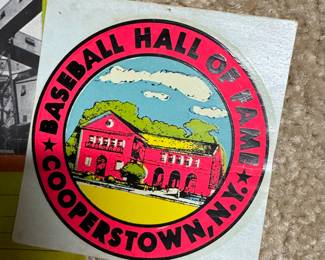 ★ BASEBALL HALL OF FAME ★
COOPERSTOWN, N.Y.